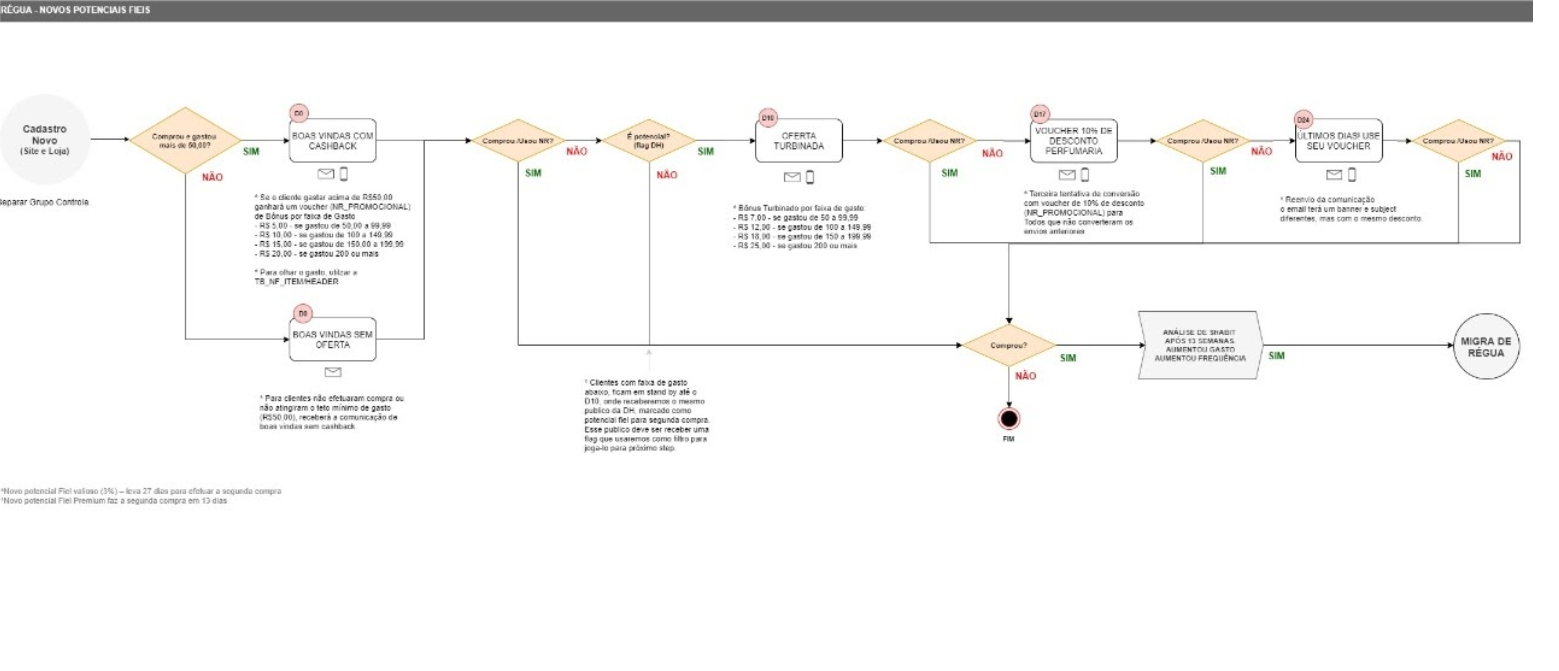 RÉGUA - NOVOS POTENCIAIS FIEIS
Cadastro
Novo
(Site e Loja)
Separar Grupo Controle
Comprou e gastou
mais de 50,00?
SIM
NÃO
D0
BOAS VINDAS COM
CASHBACK
* Se o cliente gastar acima de R$50,00
ganhará um voucher (NR_PROMOCIONAL)
de Bônus por faixa de Gasto
- R$ 5,00 - se gastou de 50,00 a 99,99
- R$ 10,00 - se gastou de 100 a 149,99
- R$ 15,00 - se gastou de 150,00 a 199,99
- R$ 20,00 - se gastou 200 ou mais
* Para olhar o gasto, utilzar a
TB_NF_ITEM/HEADER
D0
BOAS VINDAS SEM
OFERTA
* Para clientes não efetuaram compra ou
não atingiram o teto mínimo de gasto
(R$50,00), receberá a comunicação de
boas vindas sem cashback
Comprou /Usou NR?
NÃO
SIM
É potencial?
(flag DH)
SIM
NÃO
* Clientes com faixa de gasto
abaixo, ficam em stand by até o
D10, onde receberemos o mesmo
publico da DH, marcado como
potencial fiel para segunda compra.
Esse publico deve ser receber uma
flag que usaremos como filtro para
joga-lo para próximo step.
D10
OFERTA
TURBINADA
* Bônus Turbinado por faixa de gasto:
- R$ 7,00 - se gastou de 50 a 99,99
- R$ 12,00 - se gastou de 100 a 149,99
- R$ 18,00 - se gastou de 150 a 199,99
- R$ 25,00 - se gastou 200 ou mais
Comprou /Usou NR?
NÃO
SIM
D17
VOUCHER 10% DE
DESCONTO
PERFUMARIA
* Terceira tentativa de conversão
com voucher de 10% de desconto
(NR_PROMOCIONAL) para
Todos que não converteram os
envios anteriores
Comprou /Usou NR?
NÃO
SIM
D24
ÚLTIMOS DIAS! USE
SEU VOUCHER
* Reenvio da comunicação
o email terá um banner e subject
diferentes, mas com o mesmo desconto.
Comprou /Usou NR?
NÃO
SIM
Comprou?
SIM
NÃO
FIM
ANÁLISE DE SHABIT
APÓS 13 SEMANAS.
AUMENTOU GASTO
AUMENTOU FREQUÊNCIA
SIM
MIGRA DE
RÉGUA
*Novo potencial Fiel valioso (3%) – leva 27 dias para efetuar a segunda compra
*Novo potencial Fiel Premium faz a segunda compra em 13 dias